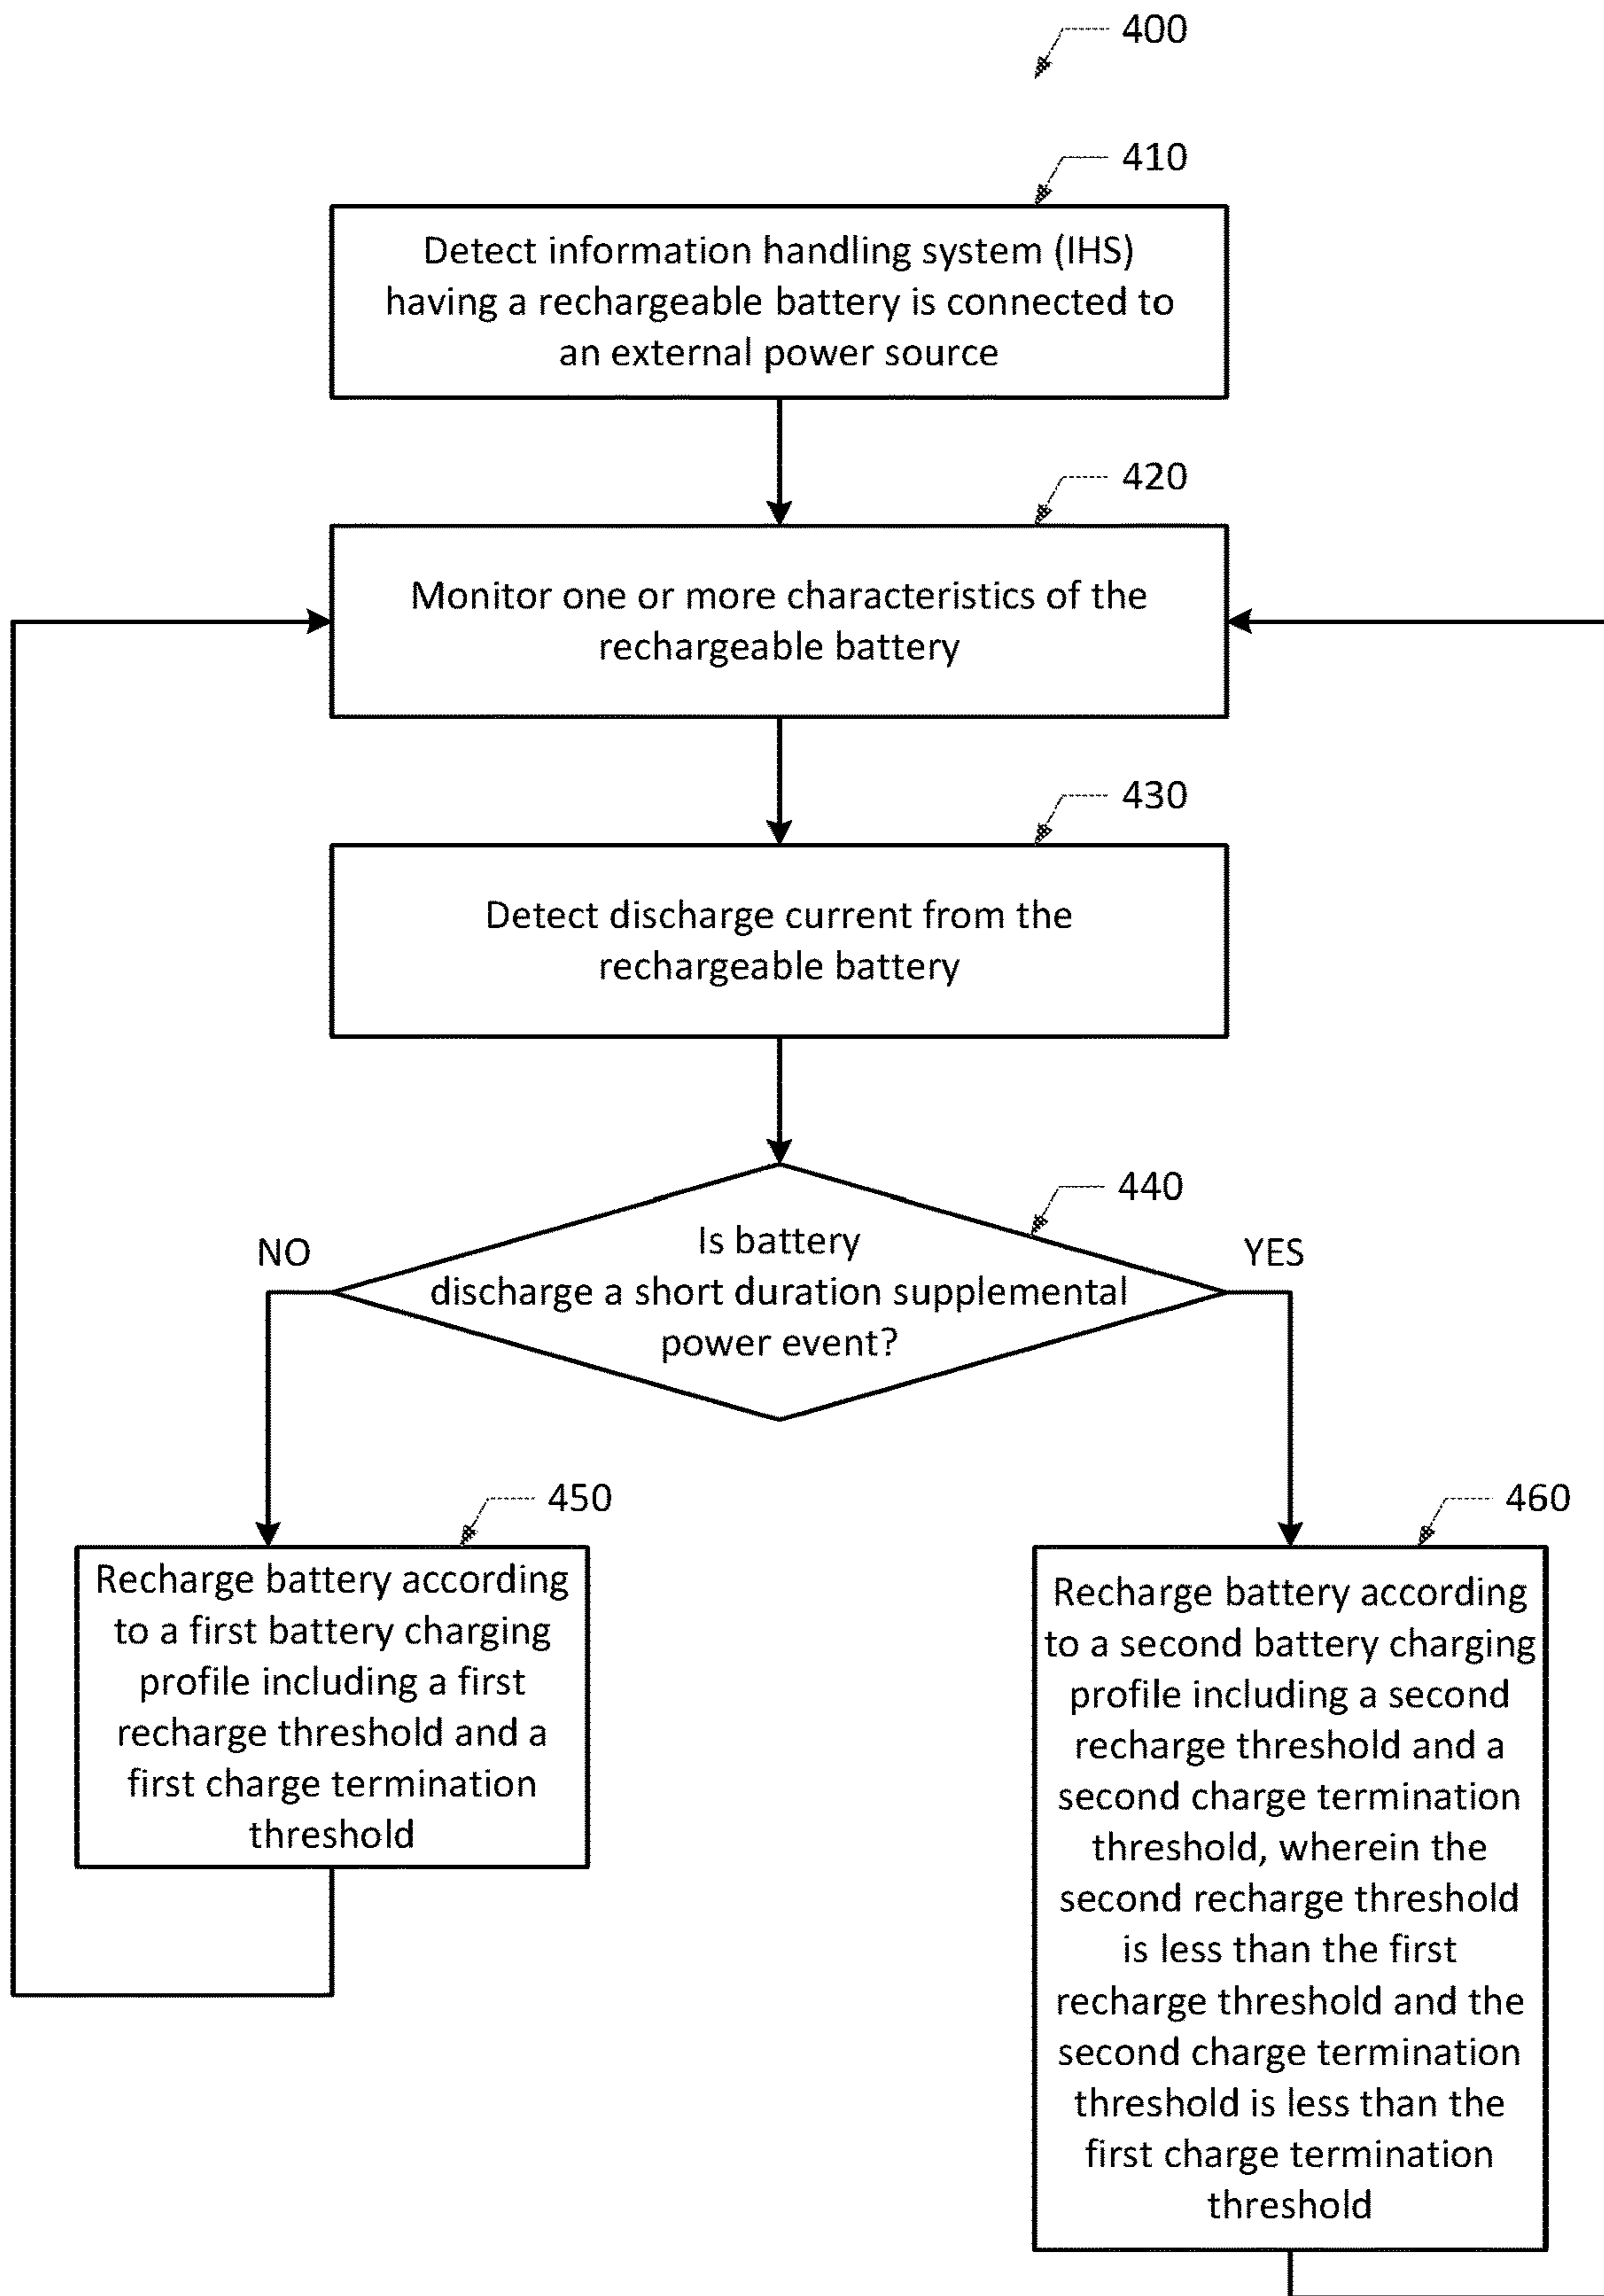 400
410
Detect information handling system (IHS)
having a rechargeable battery is connected to
an external power source
420
Monitor one or more characteristics of the
rechargeable battery
430
Detect discharge current from the
rechargeable battery
440
Is battery
discharge a short duration supplemental
power event?
NO
YES
450
Recharge battery according
to a first battery charging
profile including a first
recharge threshold and a
first charge termination
threshold
460
Recharge battery according
to a second battery charging
profile including a second
recharge threshold and a
second charge termination
threshold, wherein the
second recharge threshold
is less than the first
recharge threshold and the
second charge termination
threshold is less than the
first charge termination
threshold